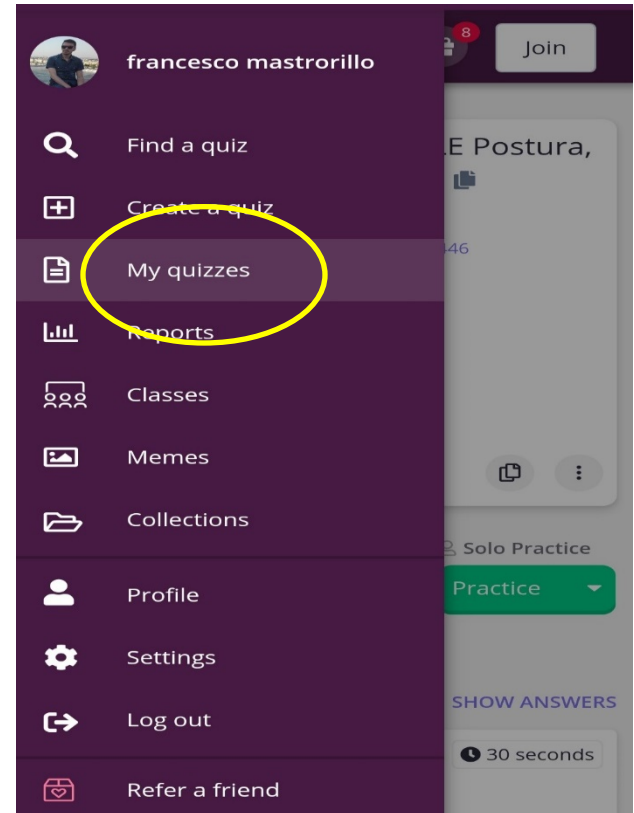 francesco mastrorillo
8
Join
Find a quiz
E Postura,
Create a quiz
My quizzes
Reports
Classes
Memes
Collections
Solo Practice
Profile
Practice
Settings
SHOW ANSWERS
Log out
30 seconds
Refer a friend